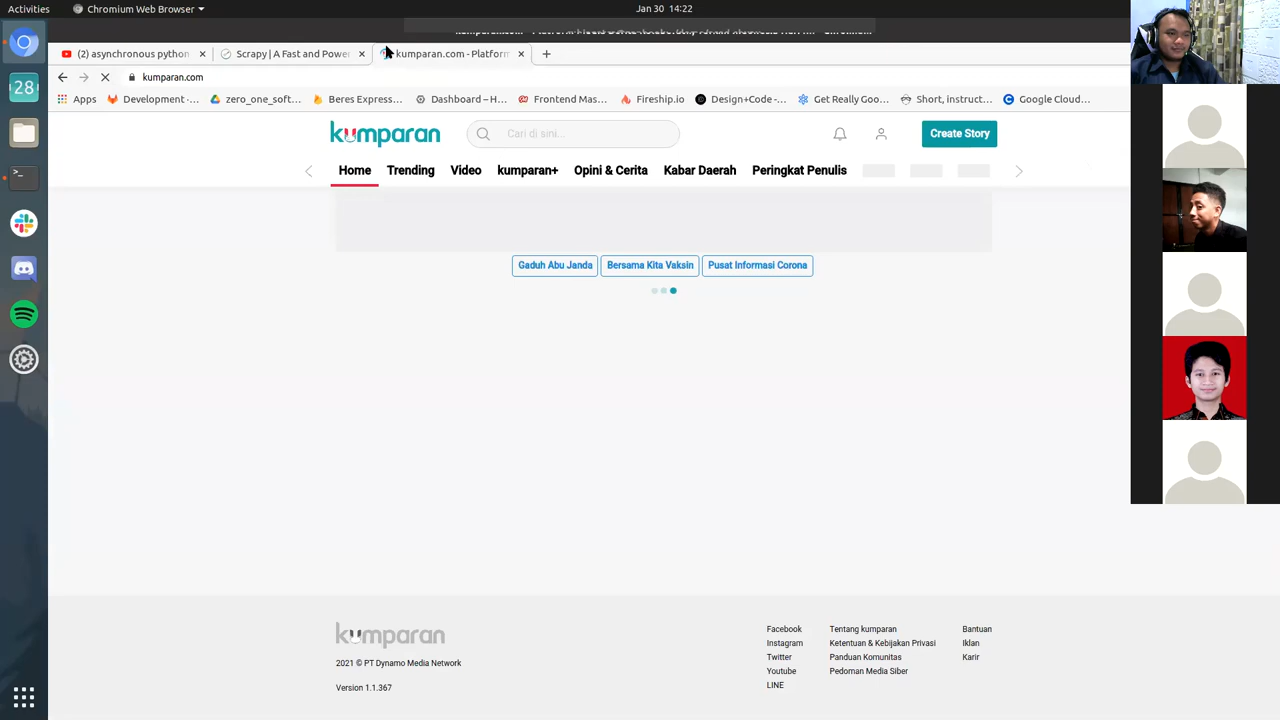 Activities
Chromium Web Browser
Jan 30 14:22
(2) asynchronous python
Scrapy | A Fast and Power
kumparan.com - Platform
kumparan.com
Apps
Development -...
zero_one_soft...
Beres Express...
Dashboard – H...
Frontend Mas...
Fireship.io
Design+Code -...
Get Really Goo...
Short, instruct...
Google Cloud...
28
kumparan
Cari di sini...
Create Story
Home
Trending
Video
kumparan+
Opini & Cerita
Kabar Daerah
Peringkat Penulis
Gaduh Abu Janda
Bersama Kita Vaksin
Pusat Informasi Corona
kumparan
2021 © PT Dynamo Media Network
Version 1.1.367
Facebook
Instagram
Twitter
Youtube
LINE
Tentang kumparan
Ketentuan & Kebijakan Privasi
Panduan Komunitas
Pedoman Media Siber
Bantuan
Iklan
Karir